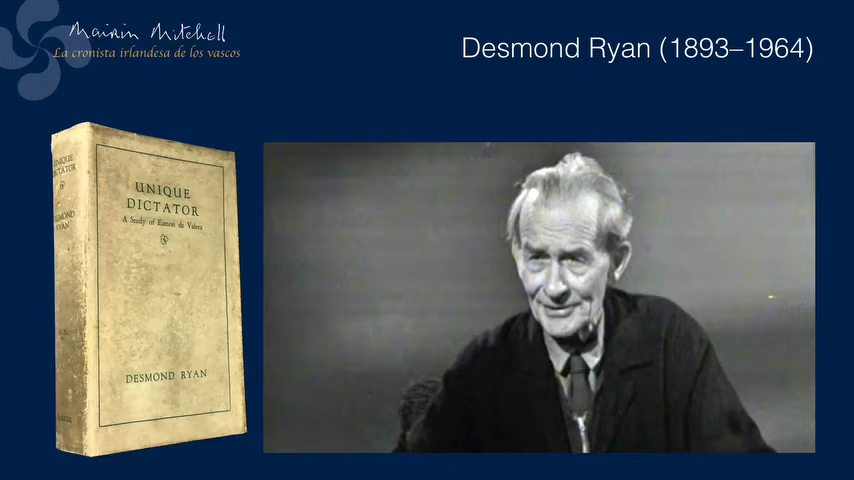 Mairin Mitchell
La cronista irlandesa de los vascos
Desmond Ryan (1893–1964)
UNIQUE
DICTATOR
DESMOND
RYAN
UNIQUE
DICTATOR
A Study of Eamon de Valera
DESMOND RYAN